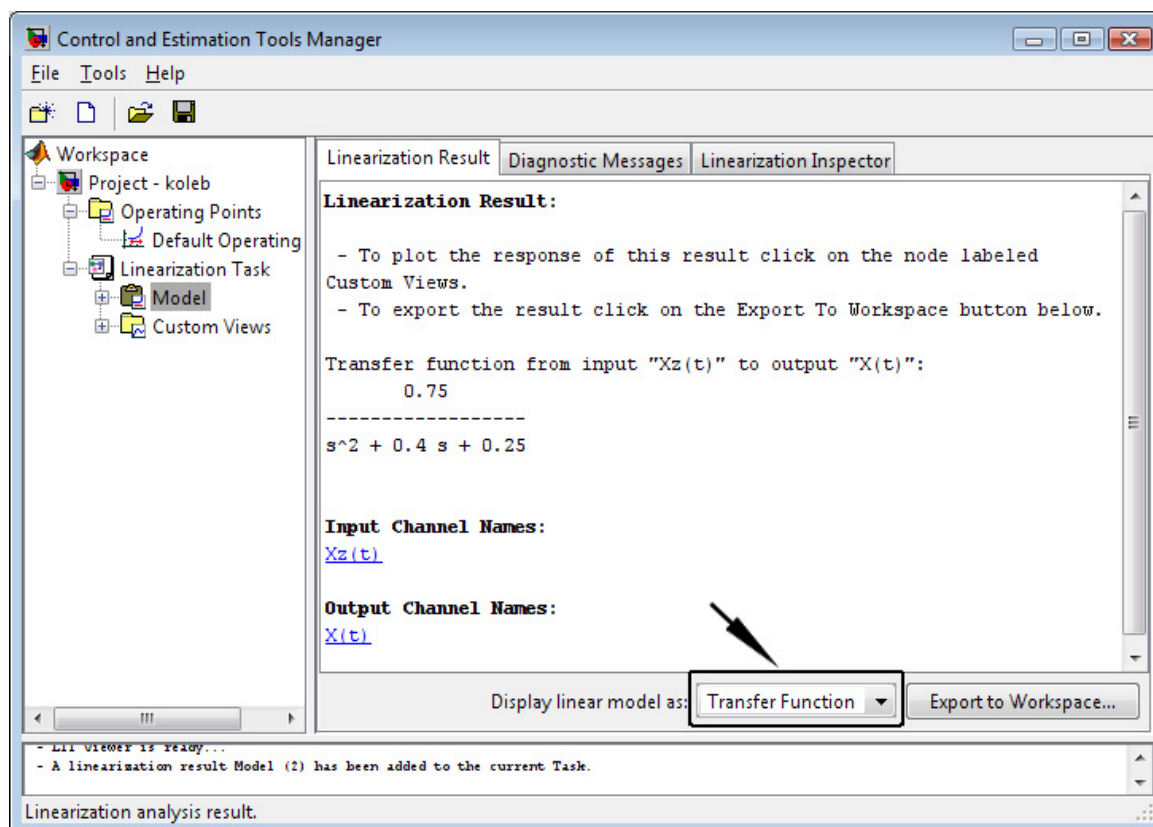 Control and Estimation Tools Manager
File Tools Help
Workspace
Project - koleb
Operating Points
Default Operating
Linearization Task
Model
Custom Views
Linearization Result
Diagnostic Messages
Linearization Inspector
Linearization Result:
- To plot the response of this result click on the node labeled
Custom Views.
- To export the result click on the Export To Workspace button below.
Transfer function from input "Xz(t)" to output "X(t)":
0.75
------------------
s^2 + 0.4 s + 0.25
Input Channel Names:
Xz(t)
Output Channel Names:
X(t)
Display linear model as: Transfer Function Export to Workspace...
- LTI Viewer is ready...
- A linearization result Model (2) has been added to the current Task.
Linearization analysis result.